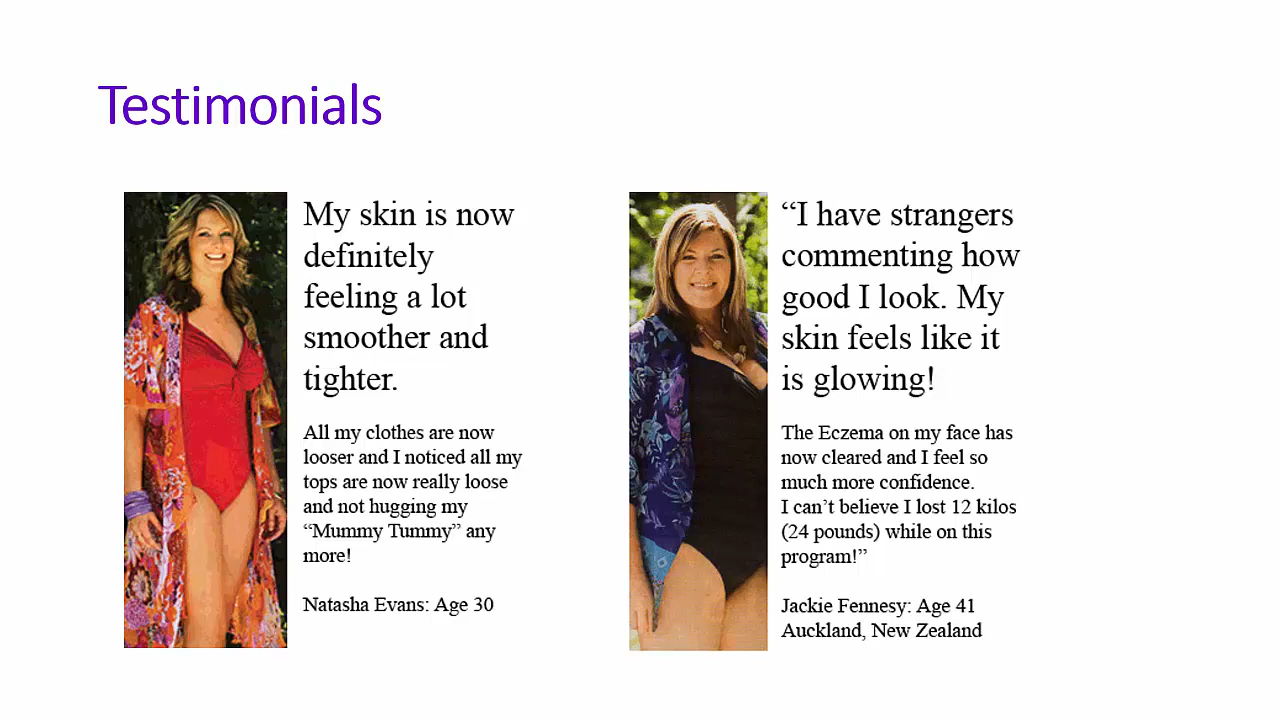 Testimonials
My skin is now
definitely
feeling a lot
smoother and
tighter.
All my clothes are now
looser and I noticed all my
tops are now really loose
and not hugging my
“Mummy Tummy” any
more!
Natasha Evans: Age 30
“I have strangers
commenting how
good I look. My
skin feels like it
is glowing!
The Eczema on my face has
now cleared and I feel so
much more confidence.
I can’t believe I lost 12 kilos
(24 pounds) while on this
program!”
Jackie Fennesy: Age 41
Auckland, New Zealand